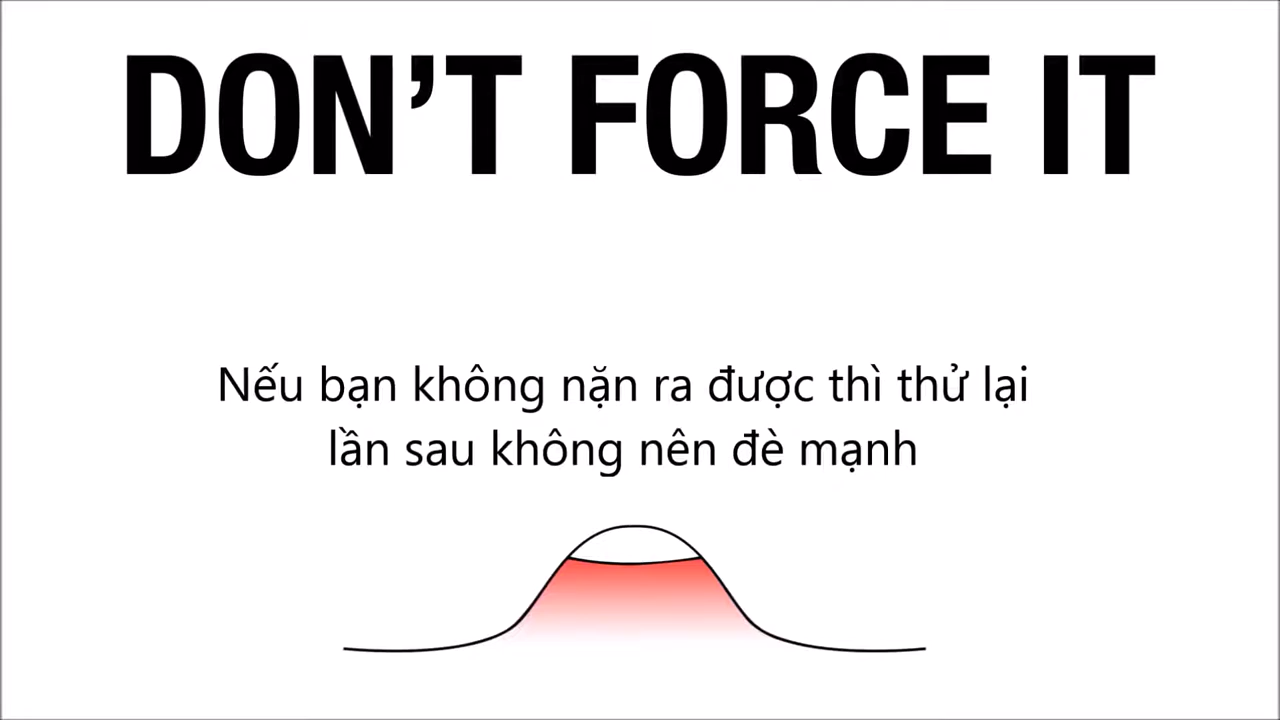 DON’T FORCE IT
Nếu bạn không nặn ra được thì thử lại
lần sau không nên đè mạnh